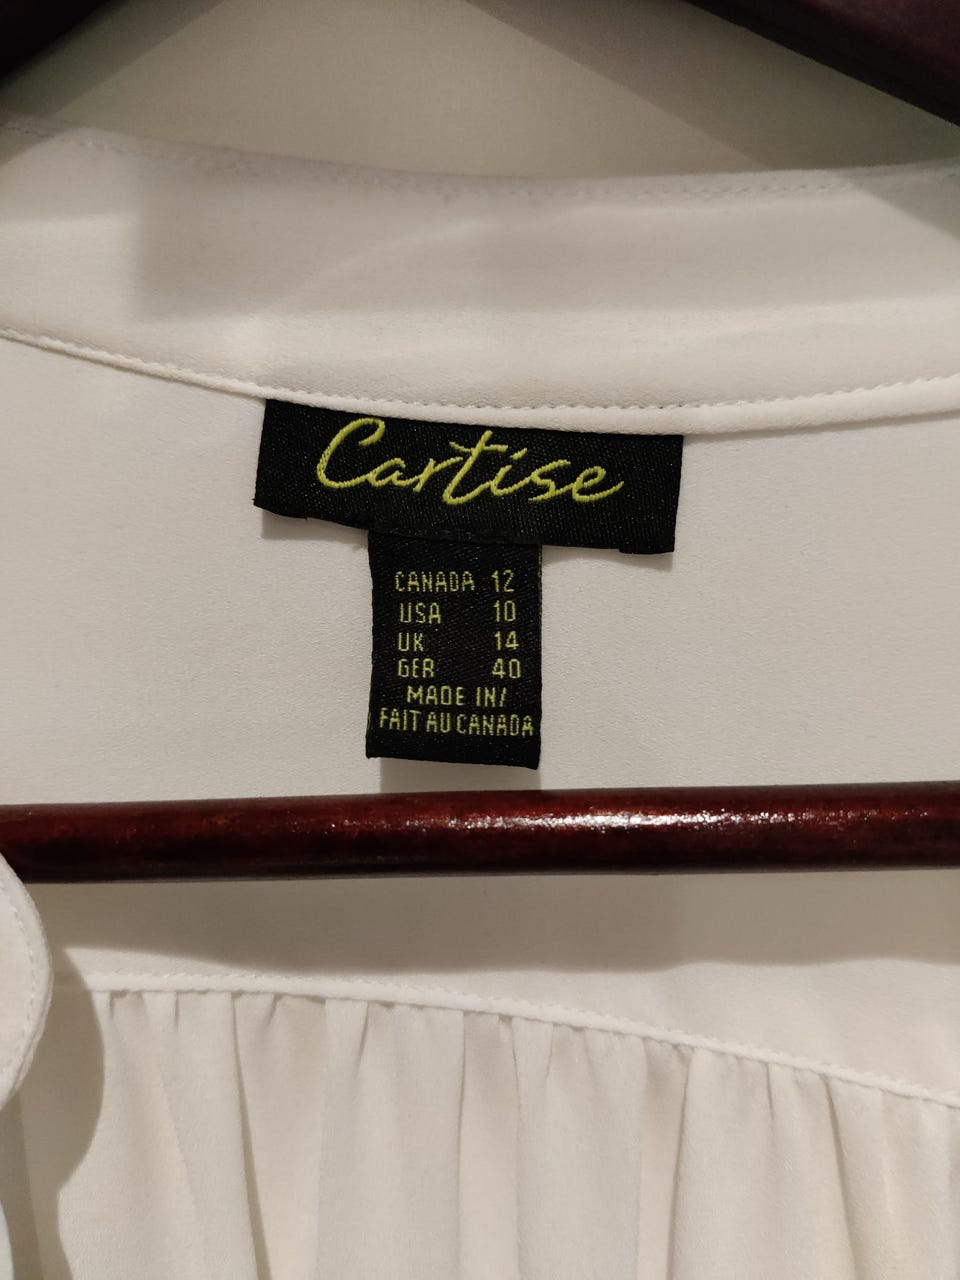 Cartise
CANADA 12
USA 10
UK 14
GER 40
MADE IN/
FAIT AU CANADA